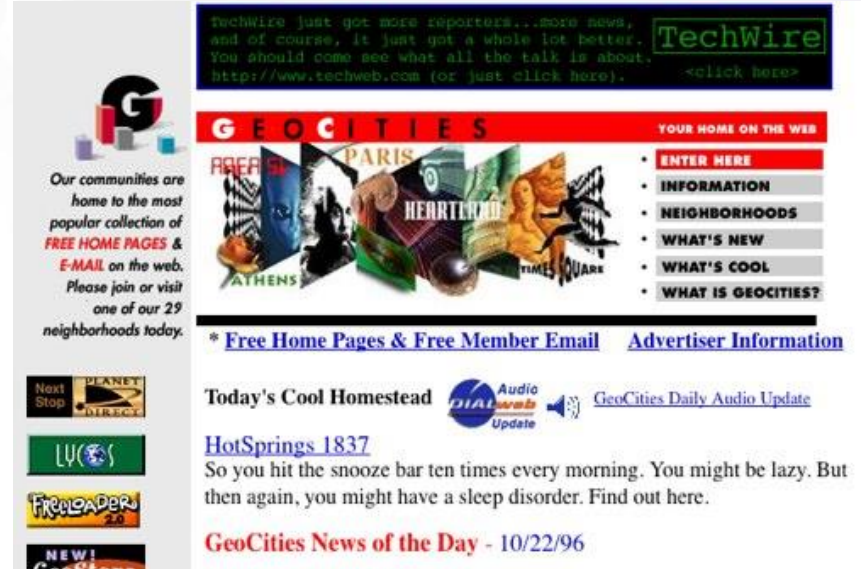 TechWire just got more reporters...more news,
and of course, it just got a whole lot better.
You should come see what all the talk is about.
http://www.techweb.com (or just click here).
TechWire
<click here>
G
Our communities are
home to the most
popular collection of
FREE HOME PAGES &
E-MAIL on the web.
Please join or visit
one of our 29
neighborhoods today.
Next
Stop
PLANET
DIRECT
LYCOS
FREELOADER
2.0
NEW!
GEOCITIES
YOUR HOME ON THE WEB
AREA 51
PARIS
HEARTLAND
ATHENS
TIMES SQUARE
• ENTER HERE
• INFORMATION
• NEIGHBORHOODS
• WHAT'S NEW
• WHAT'S COOL
• WHAT IS GEOCITIES?
* Free Home Pages & Free Member Email Advertiser Information
Today's Cool Homestead
Audio
DIALweb
Update
GeoCities Daily Audio Update
HotSprings 1837
So you hit the snooze bar ten times every morning. You might be lazy. But
then again, you might have a sleep disorder. Find out here.
GeoCities News of the Day - 10/22/96